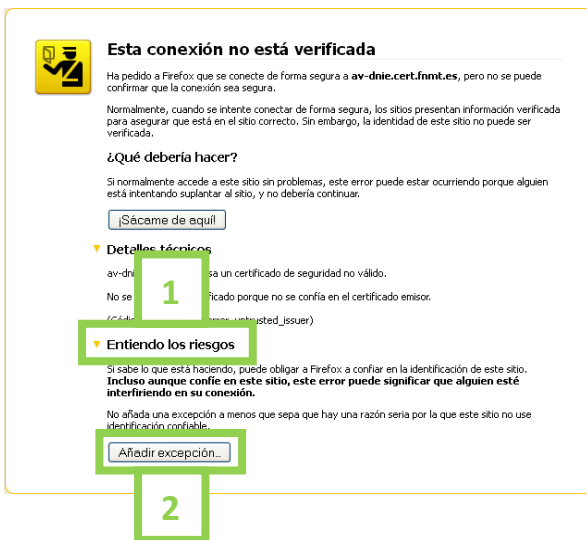 Esta conexión no está verificada
Ha pedido a Firefox que se conecte de forma segura a av-dnie.cert.fnmt.es, pero no se puede
confirmar que la conexión sea segura.
Normalmente, cuando se intente conectar de forma segura, los sitios presentan información verificada
para asegurar que está en el sitio correcto. Sin embargo, la identidad de este sitio no puede ser
verificada.
¿Qué debería hacer?
Si normalmente accede a este sitio sin problemas, este error puede estar ocurriendo porque alguien
está intentando suplantar al sitio, y no debería continuar.
¡Sácame de aquí!
Detalles técnicos
un certificado de seguridad no válido.
1
No se porque no se confía en el certificado emisor.
untrusted_issuer)
Entiendo los riesgos
Si sabe lo que está haciendo, puede obligar a Firefox a confiar en la identificación de este sitio.
Incluso aunque confíe en este sitio, este error puede significar que alguien esté
interfiriendo en su conexión.
No añada una excepción a menos que sepa que hay una razón seria por la que este sitio no use
identificación confiable.
Añadir excepción...
2